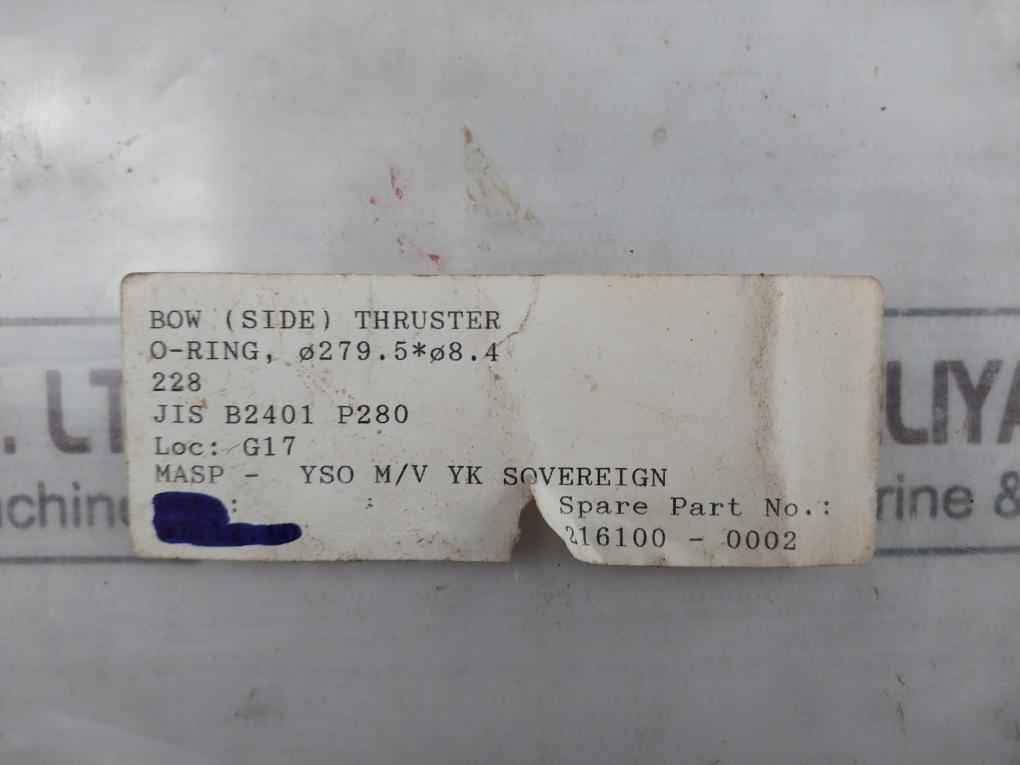 BOW (SIDE) THRUSTER
O-RING, ø279.5*ø8.4
228
JIS B2401 P280
Loc: G17
MASP - YSO M/V YK SOVEREIGN
: :
Spare Part No.:
216100 - 0002